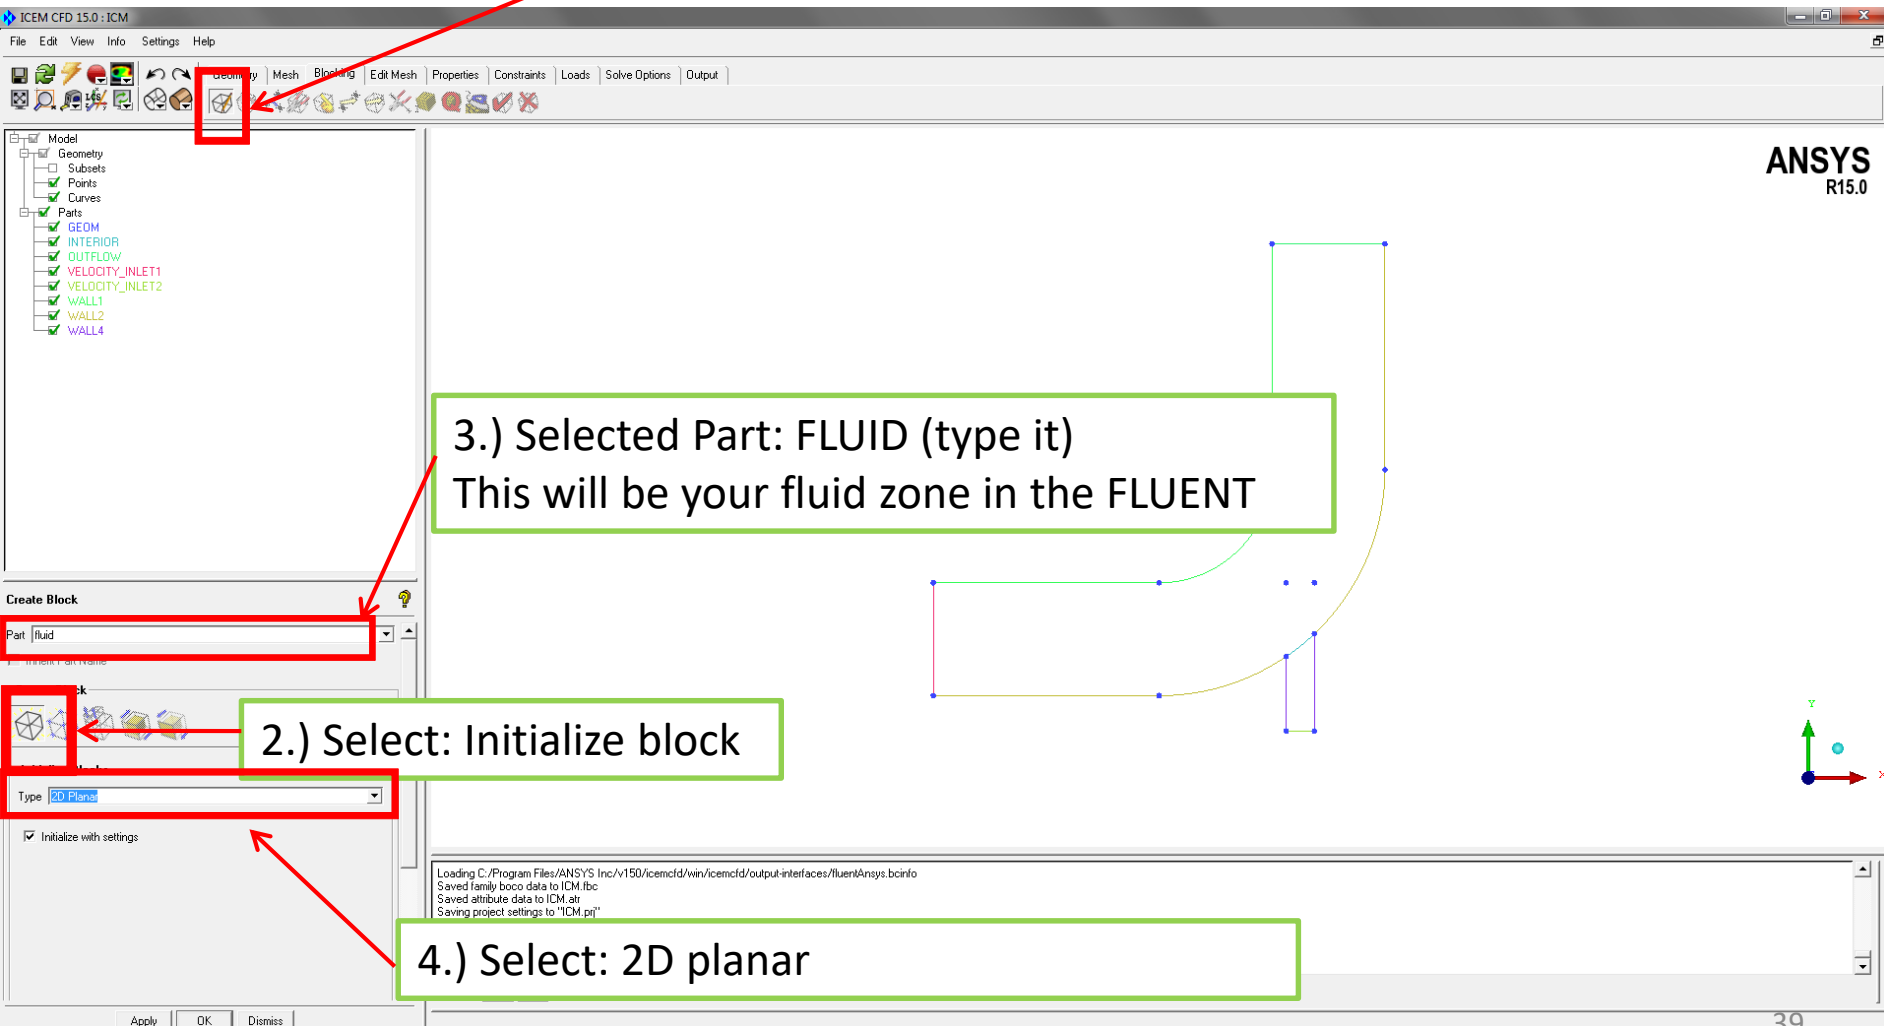 ICEM CFD 15.0 : ICM
File Edit View Info Settings Help
Geometry Mesh Blocking Edit Mesh Properties Constraints Loads Solve Options Output
Model
Geometry
Subsets
Points
Curves
Parts
GEOM
INTERIOR
OUTFLOW
VELOCITY_INLET1
VELOCITY_INLET2
WALL1
WALL2
WALL4
ANSYS
R15.0
3.) Selected Part: FLUID (type it)
This will be your fluid zone in the FLUENT
Create Block
Part fluid
Inherit Part Name
2.) Select: Initialize block
Type 2D Planar
Initialize with settings
Y
X
Loading C:/Program Files/ANSYS Inc/v150/icemcfd/win/icemcfd/output-interfaces/fluentAnsys.bcinfo
Saved family boco data to ICM.fbc
Saved attribute data to ICM.atr
Saving project settings to "ICM.prj"
4.) Select: 2D planar
Apply OK Dismiss
39